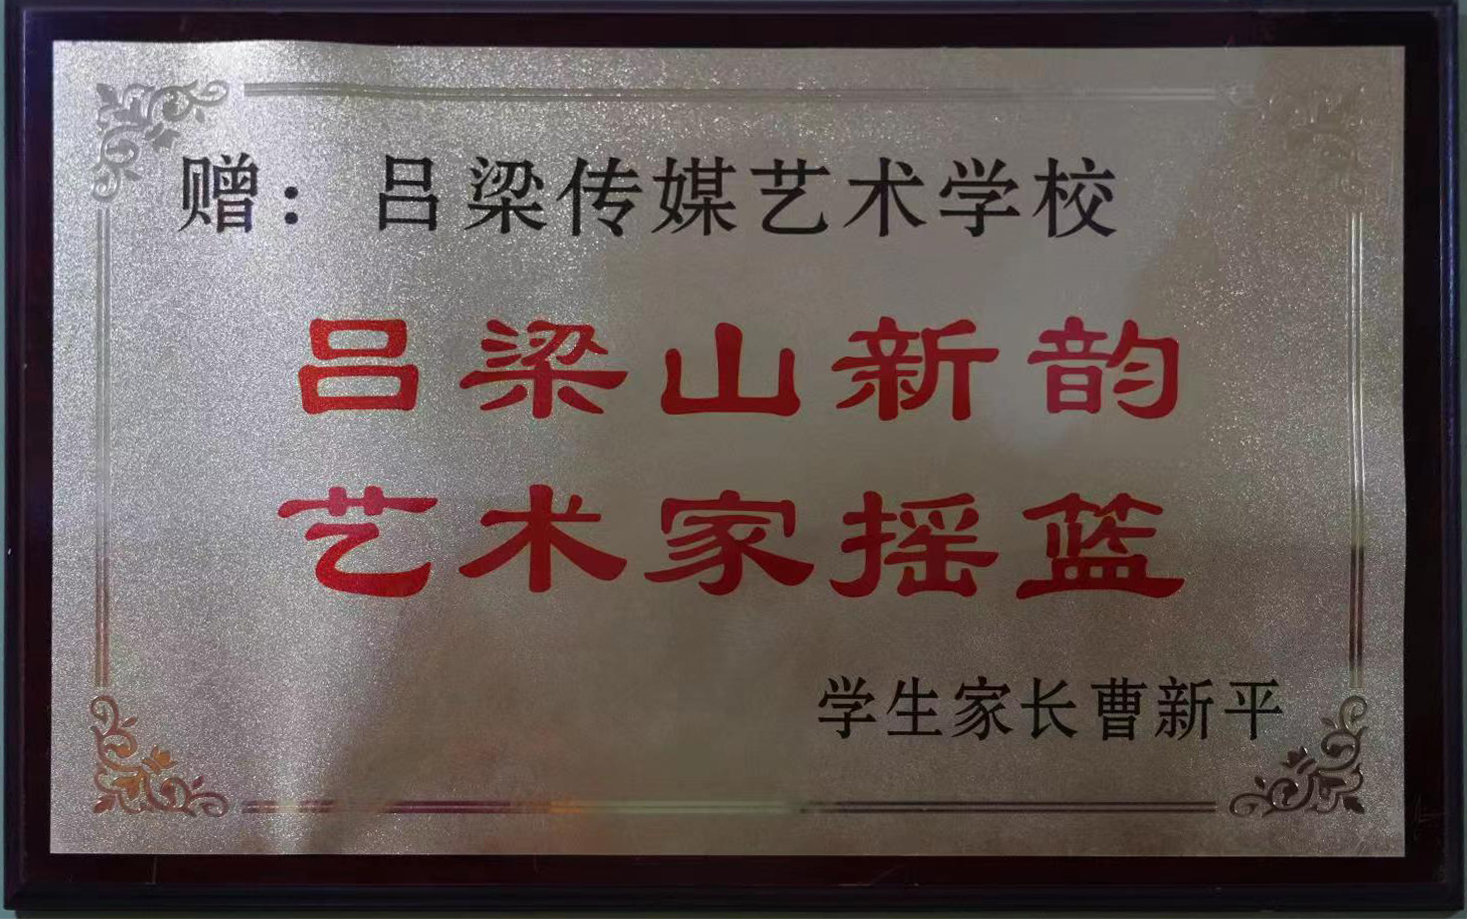 赠：吕梁传媒艺术学校
吕梁山新韵
艺术家摇篮
学生家长曹新平